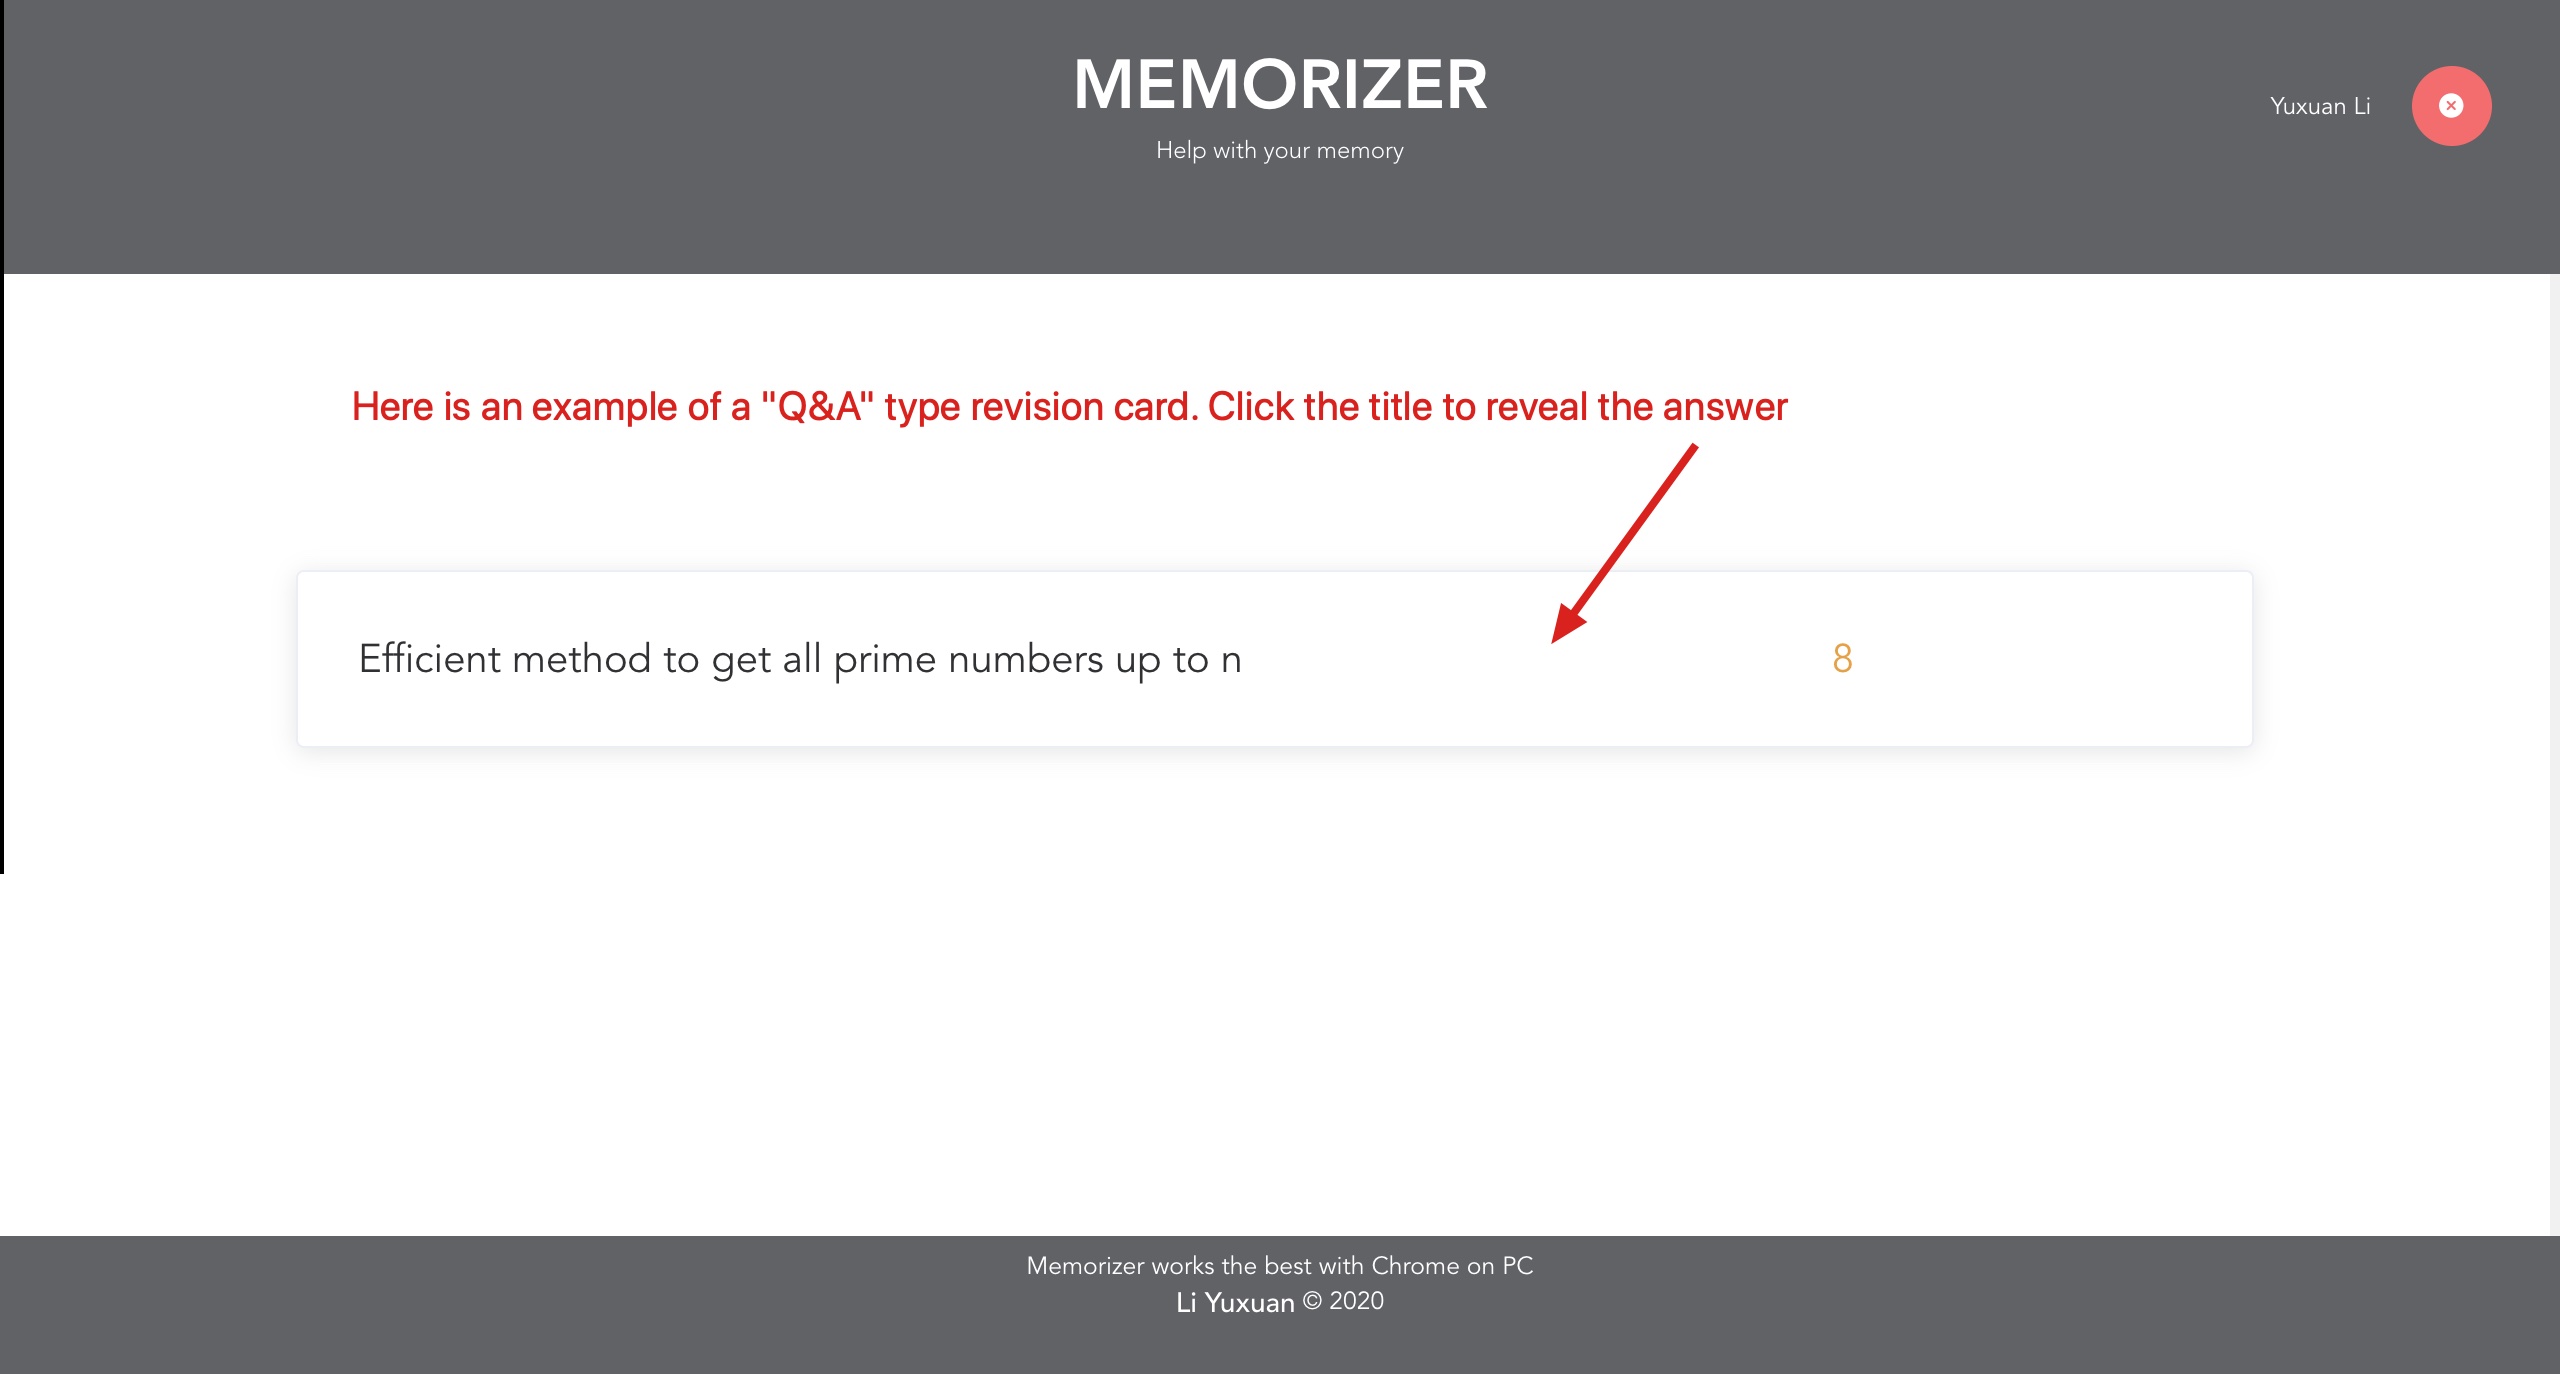 MEMORIZER
Help with your memory
Yuxuan Li
Here is an example of a "Q&A" type revision card. Click the title to reveal the answer
Efficient method to get all prime numbers up to n
8
Memorizer works the best with Chrome on PC
Li Yuxuan © 2020